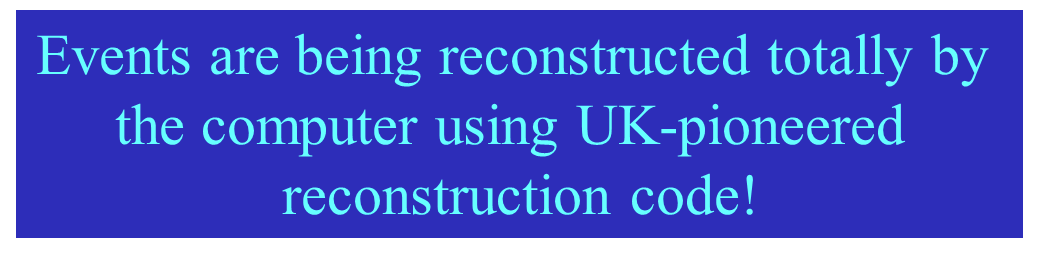 Events are being reconstructed totally by
the computer using UK-pioneered
reconstruction code!